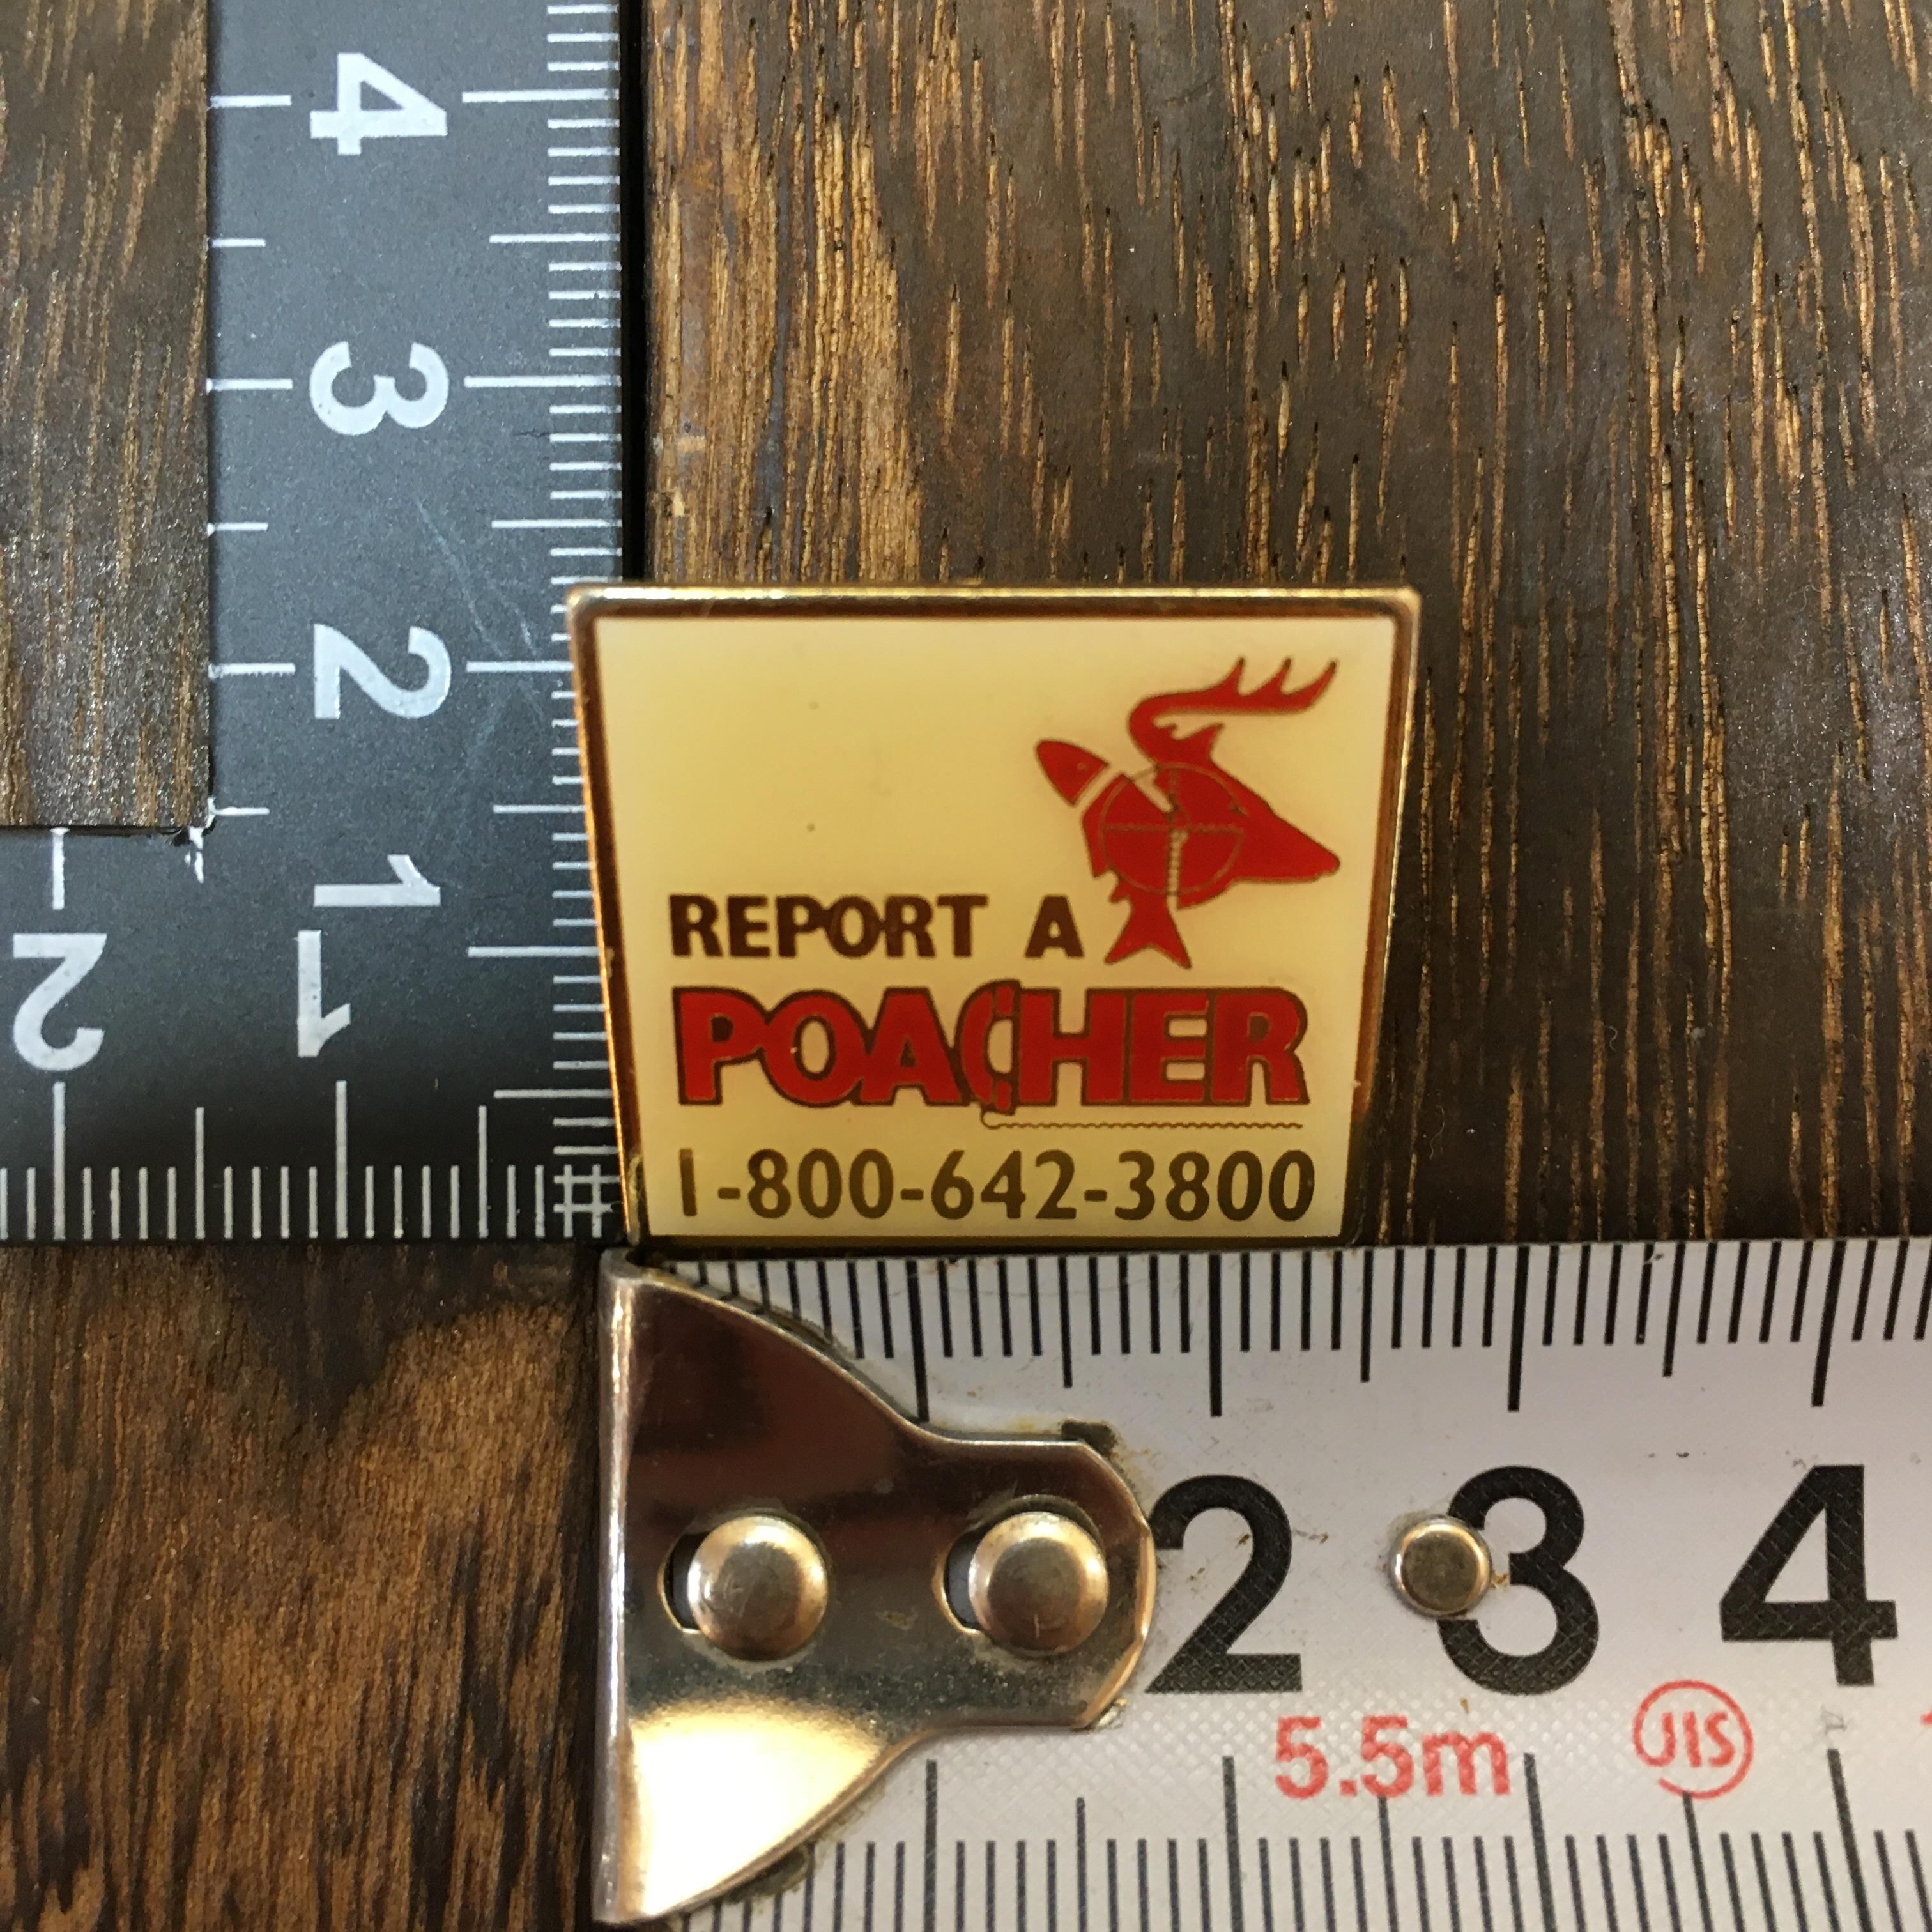 4
3
2
1
2 1
REPORT A
POACHER
1-800-642-3800
2 3 4
5.5m JIS